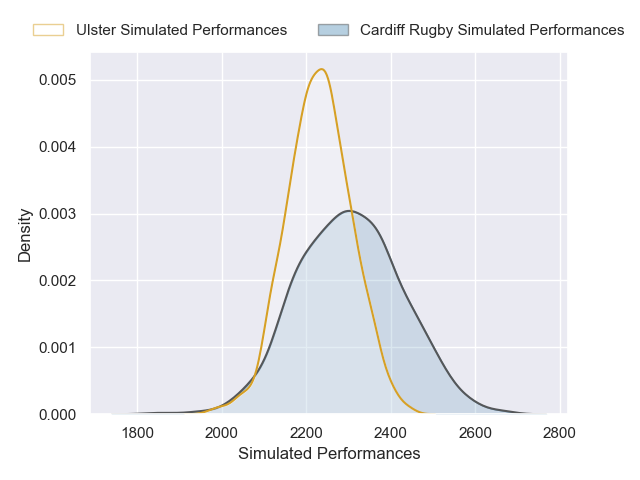 Ulster Simulated Performances Cardiff Rugby Simulated Performances
0.005
0.004
0.003
0.002
0.001
0.000
Density
1800 2000 2200 2400 2600 2800
Simulated Performances